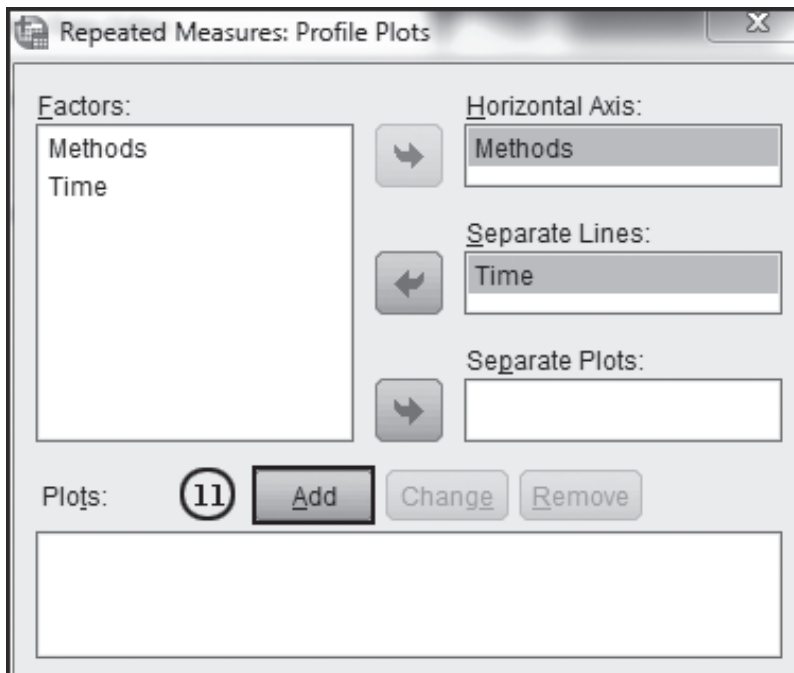 Repeated Measures: Profile Plots
X
Factors:
Methods
Time
Horizontal Axis:
Methods
Separate Lines:
Time
Separate Plots:
Plots:
11
Add
Change
Remove